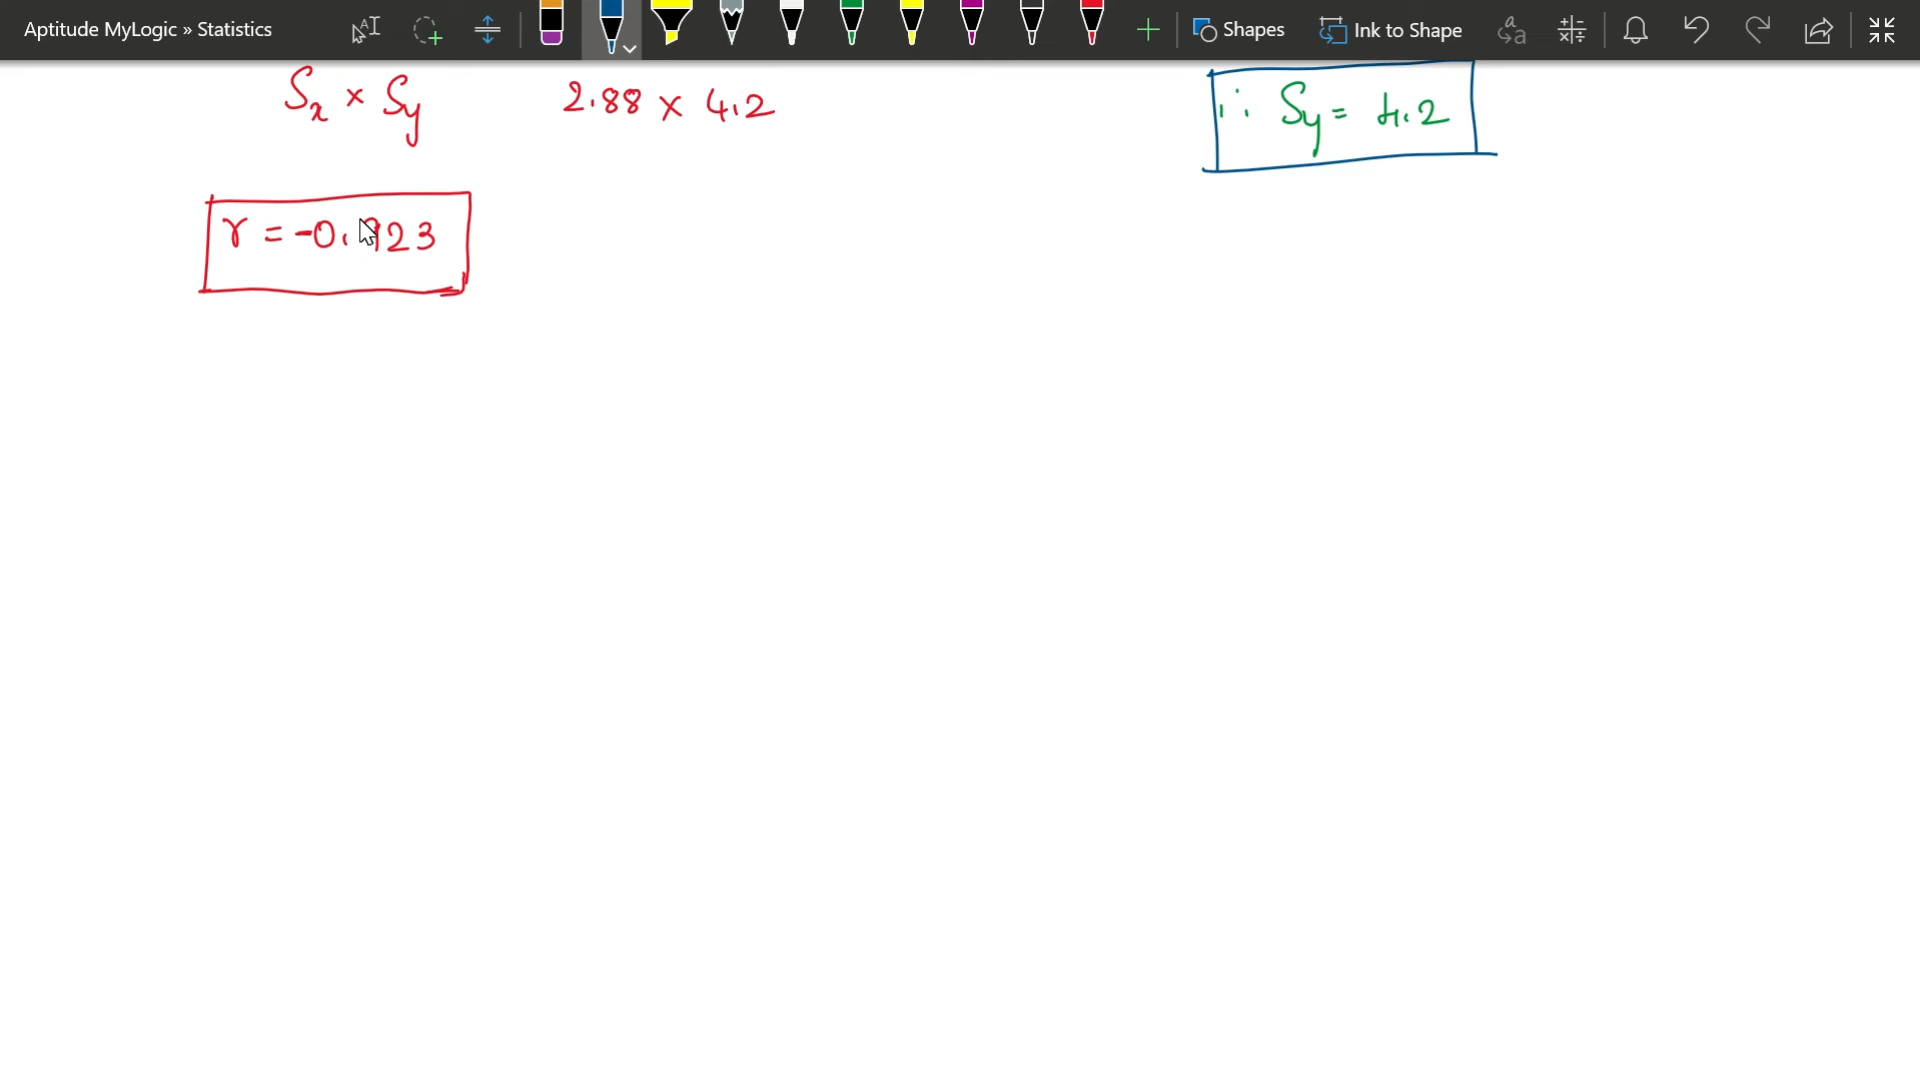 Aptitude MyLogic » Statistics
Shapes
Ink to Shape
Sx × Sy
2.88 × 4.2
∴ Sy = 4.2
r = -0.923